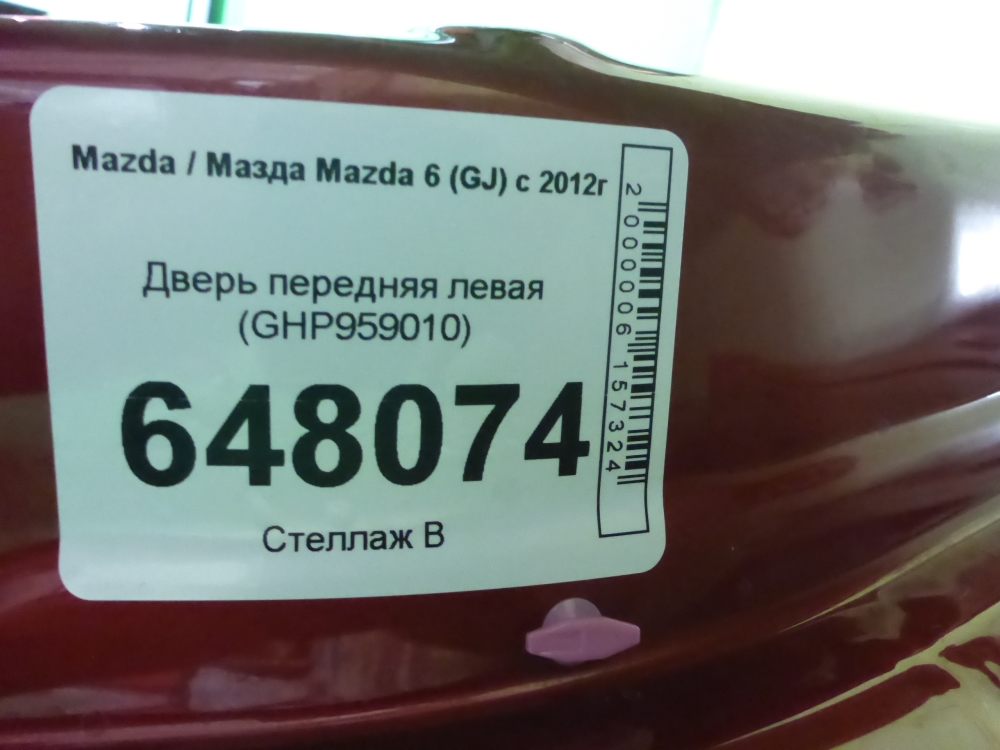 Mazda / Мазда Mazda 6 (GJ) с 2012г
Дверь передняя левая
(GHP959010)
648074
Стеллаж В
2000006157324